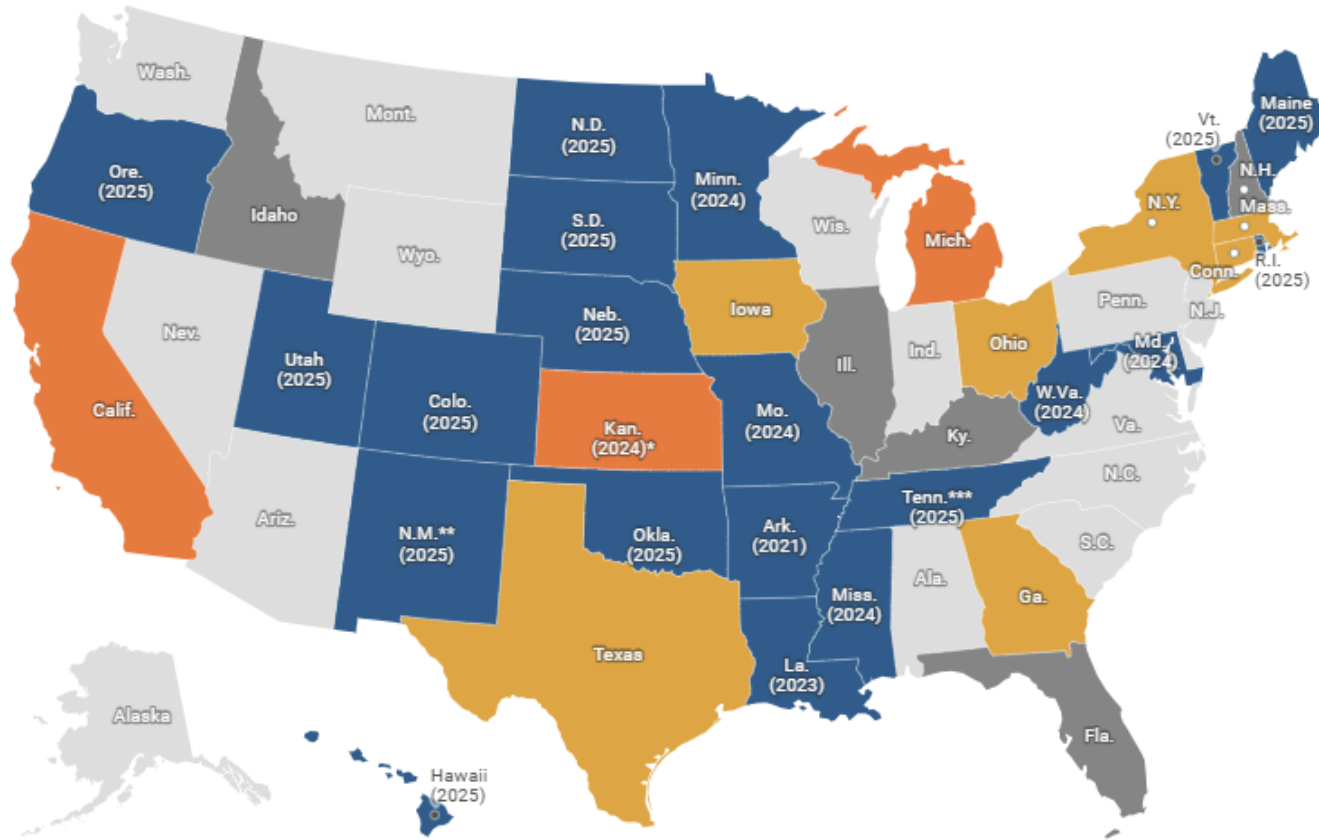 Wash.
Mont.
N.D.
(2025)
Minn.
(2024)
Vt.
(2025)
Maine
(2025)
Ore.
(2025)
Idaho
S.D.
(2025)
Wis.
N.H.
N.Y.
Mass.
Wyo.
Mich.
Conn.
R.I.
(2025)
Neb.
(2025)
Iowa
Penn.
N.J.
Nev.
Utah
(2025)
Ill.
Ind.
Ohio
Md.
(2024)
Calif.
Colo.
(2025)
Kan.
(2024)*
Mo.
(2024)
Ky.
W.Va.
(2024)
Va.
Ariz.
N.M.**
(2025)
Okla.
(2025)
Ark.
(2021)
Tenn.***
(2025)
N.C.
S.C.
Texas
La.
(2023)
Miss.
(2024)
Ala.
Ga.
Fla.
Alaska
Hawaii
(2025)